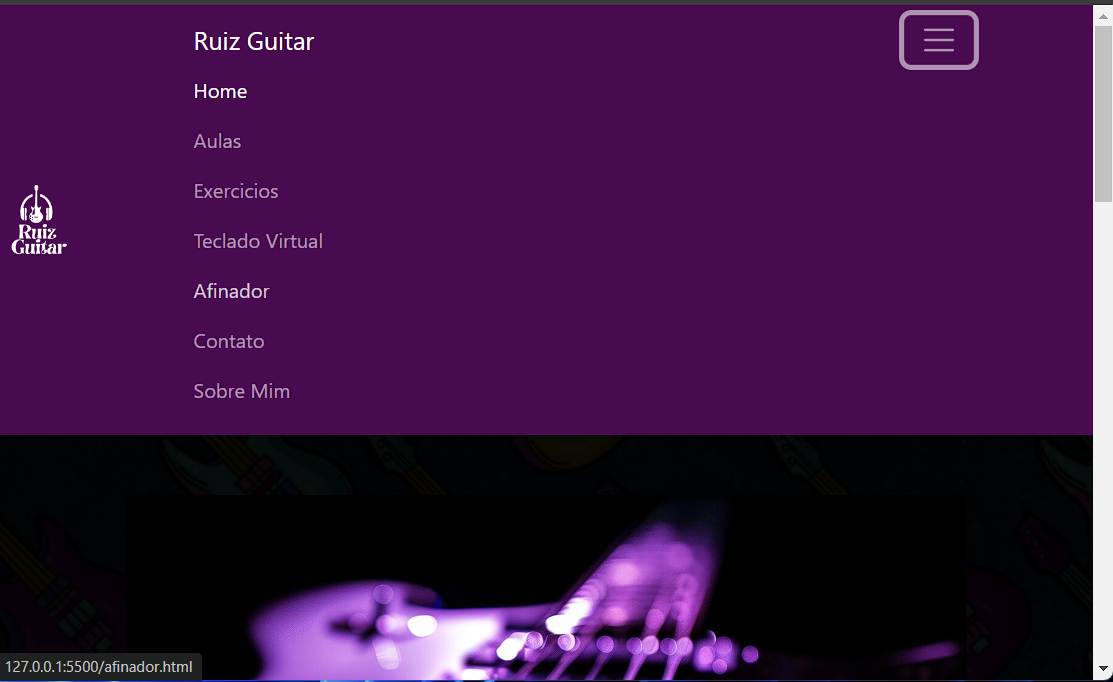 Ruiz Guitar
Home
Aulas
Exercicios
Teclado Virtual
Afinador
Contato
Sobre Mim
Ruiz
Guitar
127.0.0.1:5500/afinador.html